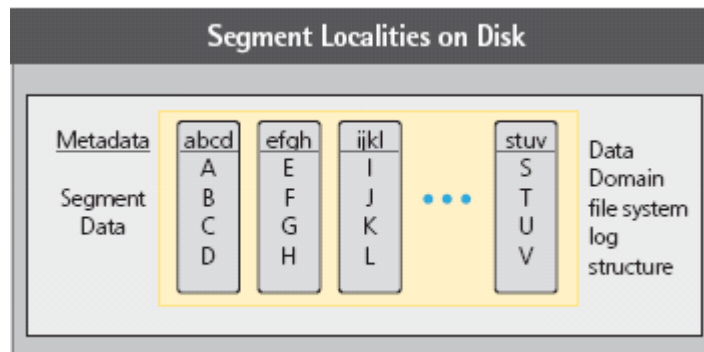 Segment Localities on Disk
Metadata
Segment
Data
abcd
A
B
C
D
efgh
E
F
G
H
ijkl
I
J
K
L
stuv
S
T
U
V
Data
Domain
file system
log
structure